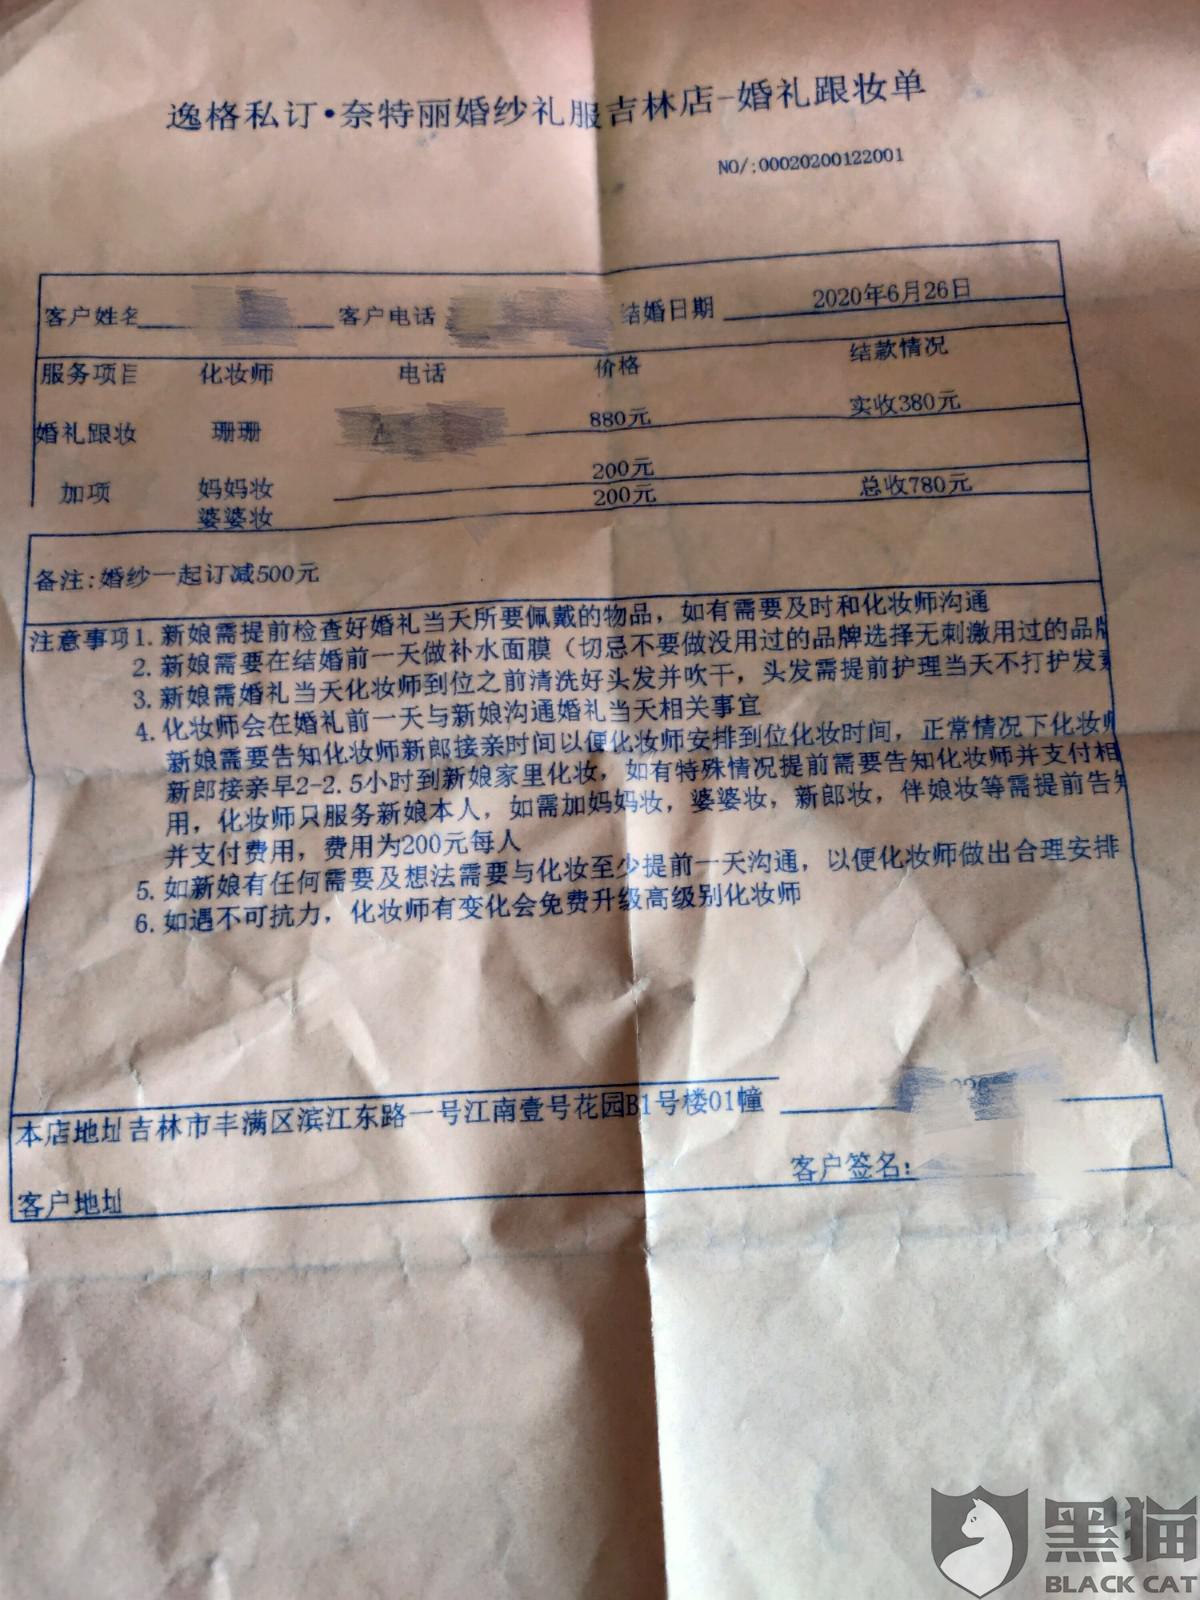 逸格私订·奈特丽婚纱礼服吉林店-婚礼跟妆单
NO/:00020200122001
客户姓名 客户电话 结婚日期 2020年6月26日
服务项目 化妆师 电话 价格 结款情况
婚礼跟妆 珊珊 880元 实收380元
加项 妈妈妆 200元 总收780元
婆婆妆 200元
备注:婚纱一起订减500元
注意事项 1. 新娘需提前检查好婚礼当天所要佩戴的物品，如有需要及时和化妆师沟通
2. 新娘需要在结婚前一天做补水面膜（切忌不要做没用过的品牌选择无刺激用过的品牌
3. 新娘需婚礼当天化妆师到位之前清洗好头发并吹干，头发需提前护理当天不打护发素
4. 化妆师会在婚礼前一天与新娘沟通婚礼当天相关事宜
新娘需要告知化妆师新郎接亲时间以便化妆师安排到位化妆时间，正常情况下化妆师
新郎接亲早2-2.5小时到新娘家里化妆，如有特殊情况提前需要告知化妆师并支付相
用，化妆师只服务新娘本人，如需加妈妈妆，婆婆妆，新郎妆，伴娘妆等需提前告知
并支付费用，费用为200元每人
5. 如新娘有任何需要及想法需要与化妆至少提前一天沟通，以便化妆师做出合理安排
6. 如遇不可抗力，化妆师有变化会免费升级高级别化妆师
本店地址 吉林市丰满区滨江东路一号江南壹号花园B1号楼01幢
客户签名:
客户地址
黑猫
BLACK CAT